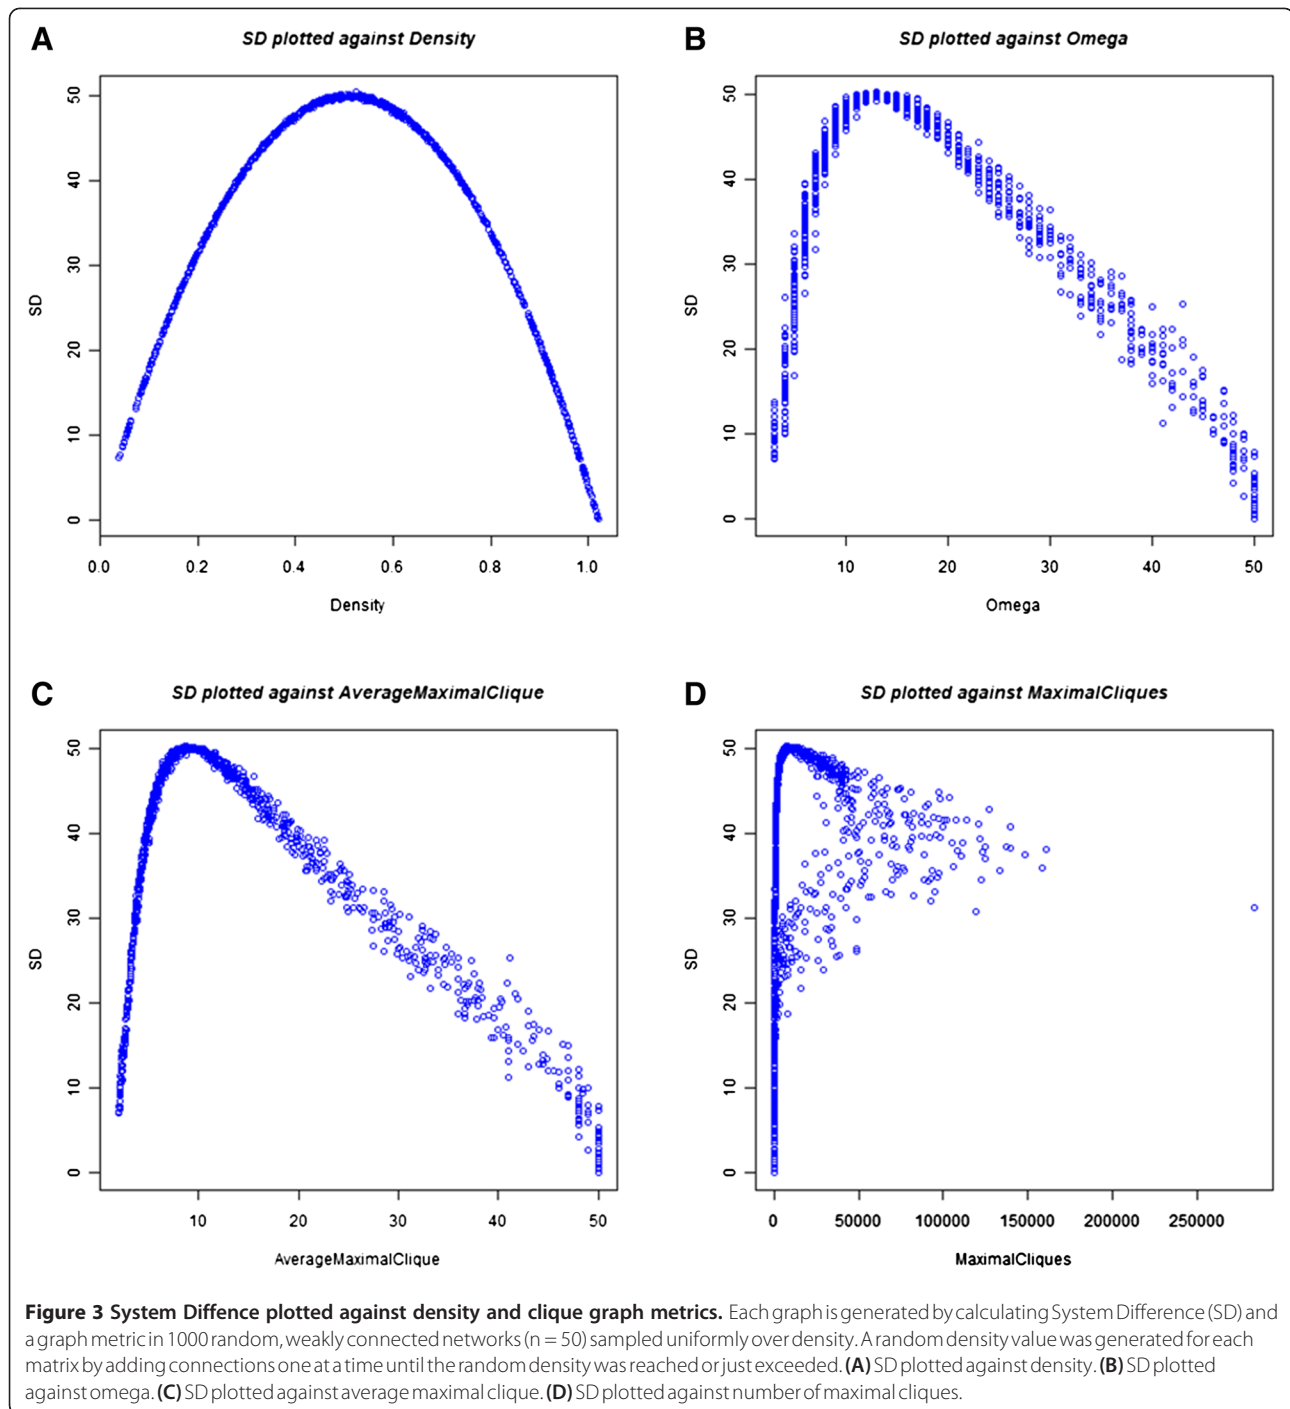 A
SD plotted against Density
SD
50
40
30
20
10
0
0.0 0.2 0.4 0.6 0.8 1.0
Density
B
SD plotted against Omega
SD
50
40
30
20
10
0
10 20 30 40 50
Omega
C
SD plotted against AverageMaximalClique
SD
50
40
30
20
10
0
10 20 30 40 50
AverageMaximalClique
D
SD plotted against MaximalCliques
SD
50
40
30
20
10
0
0 50000 100000 150000 200000 250000
MaximalCliques
Figure 3 System Diffence plotted against density and clique graph metrics. Each graph is generated by calculating System Difference (SD) and
a graph metric in 1000 random, weakly connected networks (n = 50) sampled uniformly over density. A random density value was generated for each
matrix by adding connections one at a time until the random density was reached or just exceeded. (A) SD plotted against density. (B) SD plotted
against omega. (C) SD plotted against average maximal clique. (D) SD plotted against number of maximal cliques.